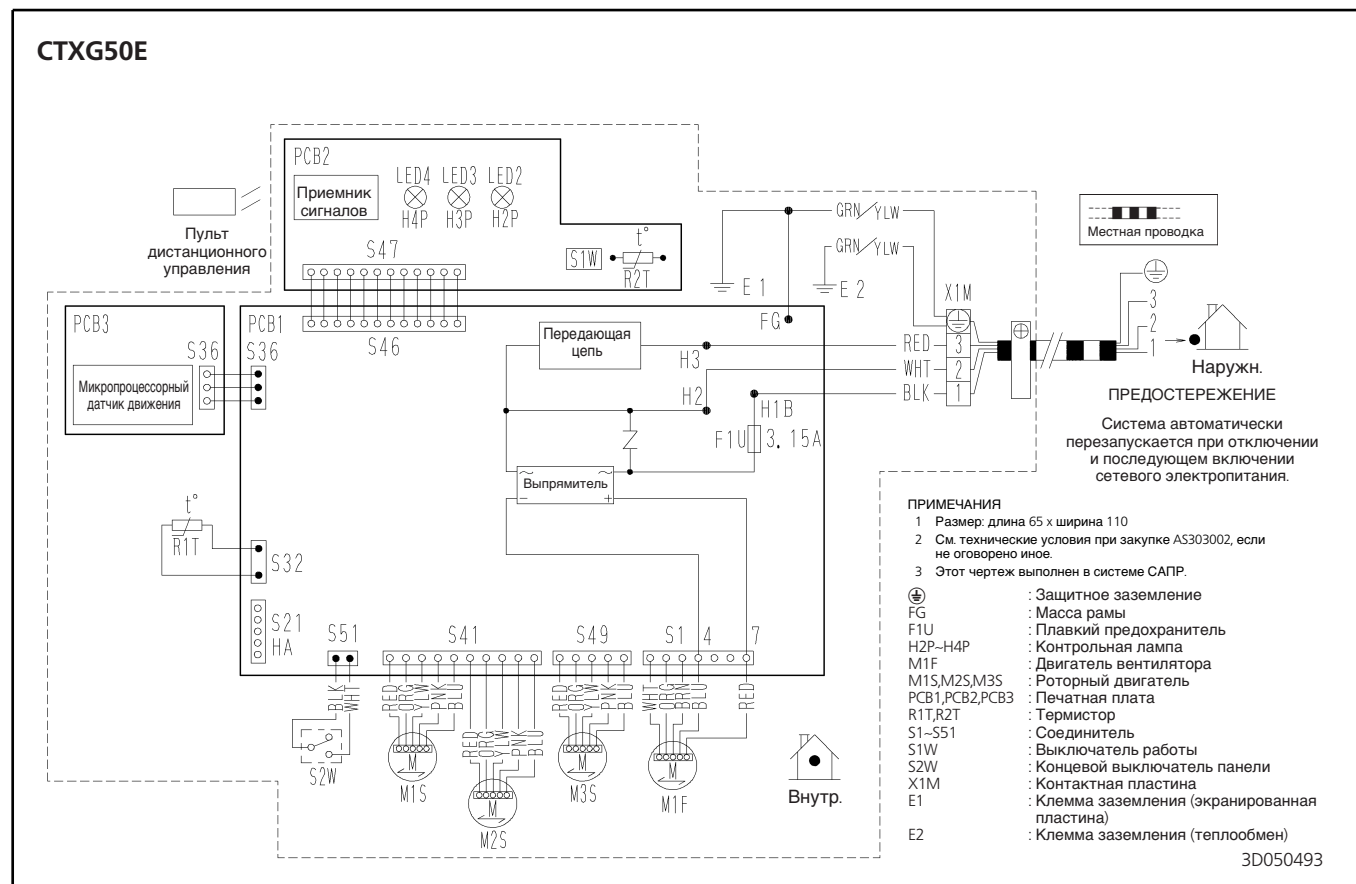 CTXG50E
PCB2
Приемник
сигналов
LED4 LED3 LED2
H4P H3P H2P
S47
S1W
t°
R2T
Пульт
дистанционного
управления
PCB3
S36
Микропроцессорный
датчик движения
PCB1
S36
S46
Передающая
цепь
FG
H3
H2
H1B
F1U
3.15A
Выпрямитель
~ ~
− +
GRN/YLW
GRN/YLW
E1
E2
X1M
RED 3
WHT 2
BLK 1
Местная проводка
3
2
1
Наружн.
ПРЕДОСТЕРЕЖЕНИЕ
Система автоматически
перезапускается при отключении
и последующем включении
сетевого электропитания.
t°
R1T
S32
S21
HA
S51
S41
S49
S1 4 7
BLK WHT
RED ORG YLW PNK BLU
RED ORG YLW PNK BLU
RED ORG YLW PNK BLU
WHT ORG BRN BLU RED
S2W
M
M1S
M
M2S
M
M3S
M
M1F
Внутр.
ПРИМЕЧАНИЯ
1 Размер: длина 65 x ширина 110
2 См. технические условия при закупке AS303002, если
не оговорено иное.
3 Этот чертеж выполнен в системе САПР.
: Защитное заземление
FG : Масса рамы
F1U : Плавкий предохранитель
H2P~H4P : Контрольная лампа
M1F : Двигатель вентилятора
M1S,M2S,M3S : Роторный двигатель
PCB1,PCB2,PCB3 : Печатная плата
R1T,R2T : Термистор
S1~S51 : Соединитель
S1W : Выключатель работы
S2W : Концевой выключатель панели
X1M : Контактная пластина
E1 : Клемма заземления (экранированная
пластина)
E2 : Клемма заземления (теплообмен)
3D050493